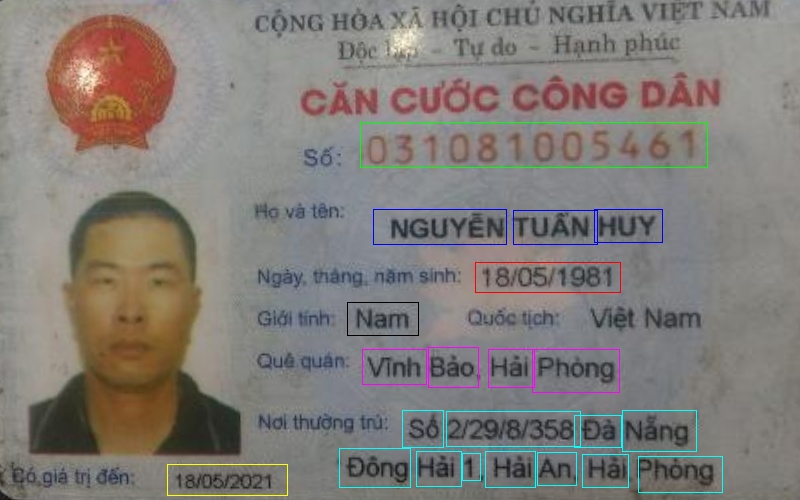 CỘNG HÒA XÃ HỘI CHỦ NGHĨA VIỆT NAM
Độc lập - Tự do - Hạnh phúc
CĂN CƯỚC CÔNG DÂN
Số: 031081005461
Họ và tên: NGUYỄN TUẤN HUY
Ngày, tháng, năm sinh: 18/05/1981
Giới tính: Nam Quốc tịch: Việt Nam
Quê quán: Vĩnh Bảo, Hải Phòng
Nơi thường trú: Số 2/29/8/358 Đà Nẵng
Đông Hải 1, Hải An, Hải Phòng
Có giá trị đến: 18/05/2021